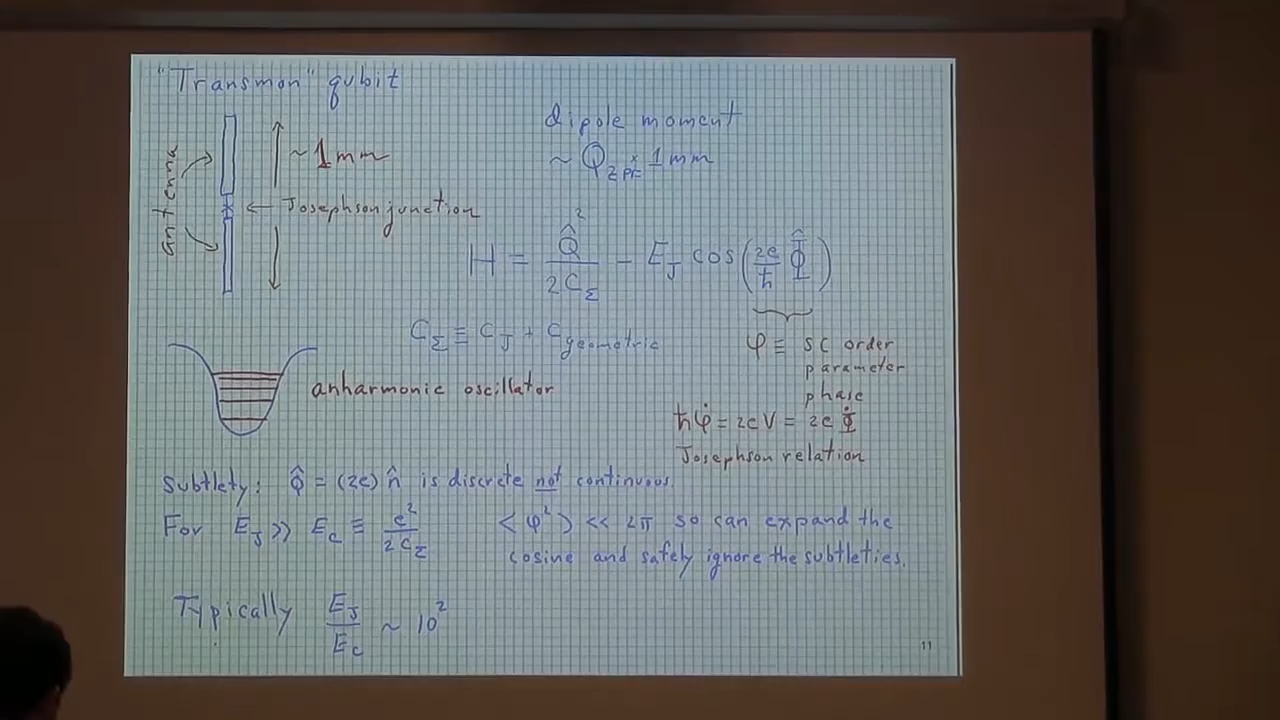 "Transmon" qubit
dipole moment
~ Q_zpf × 1mm
~ 1mm
antenna
← Josephson junction
H = Q̂² / 2C_Σ − E_J cos(2e/ħ Φ̂)
C_Σ ≡ C_J + C_geometric
φ ≡ SC order
parameter
phase
anharmonic oscillator
ħφ̇ = 2eV = 2e Φ̇
Josephson relation
Subtlety: Q̂ = (2e) n̂ is discrete not continuous.
For E_J >> E_C ≡ e² / 2C_Σ
⟨φ²⟩ << 2π so can expand the
cosine and safely ignore the subtleties.
Typically E_J / E_C ~ 10²
11